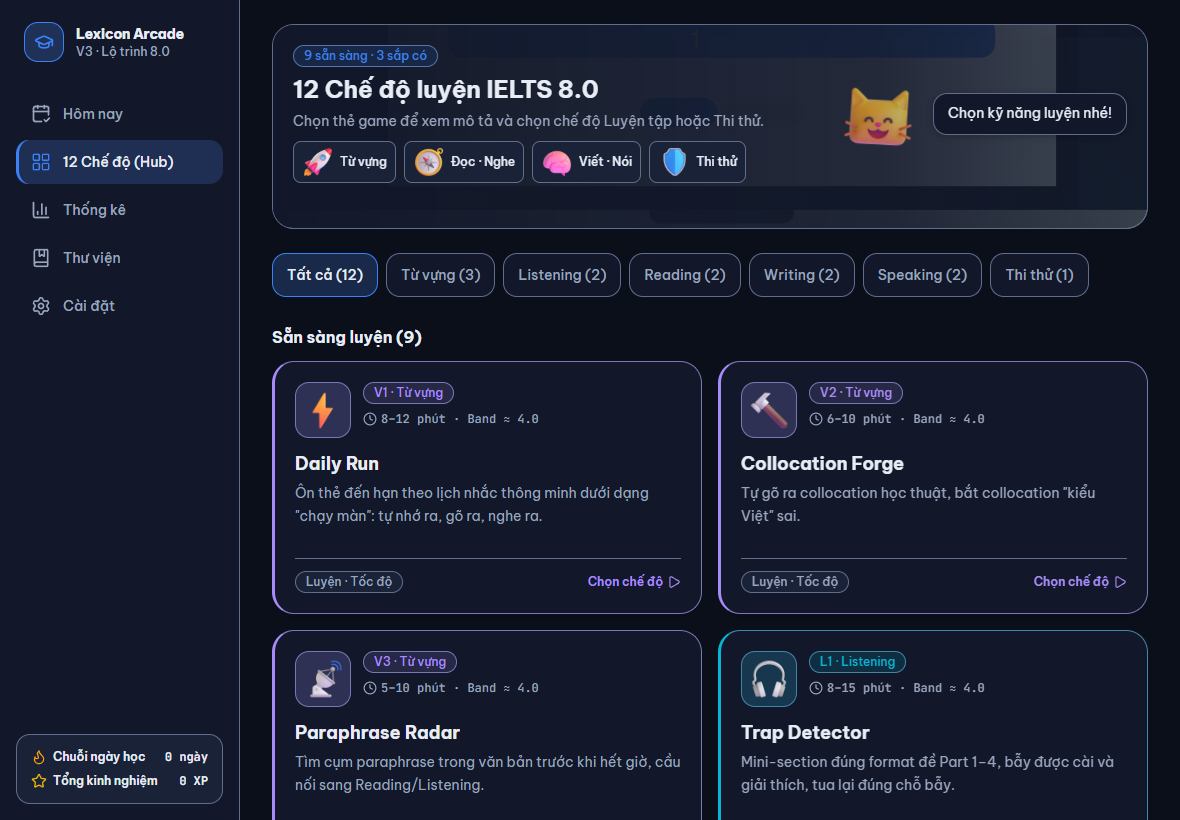 Lexicon Arcade
V3 · Lộ trình 8.0
Hôm nay
12 Chế độ (Hub)
Thống kê
Thư viện
Cài đặt
Chuỗi ngày học 0 ngày
Tổng kinh nghiệm 0 XP
9 sẵn sàng · 3 sắp có
12 Chế độ luyện IELTS 8.0
Chọn thẻ game để xem mô tả và chọn chế độ Luyện tập hoặc Thi thử.
Từ vựng
Đọc · Nghe
Viết · Nói
Thi thử
Chọn kỹ năng luyện nhé!
Tất cả (12)
Từ vựng (3)
Listening (2)
Reading (2)
Writing (2)
Speaking (2)
Thi thử (1)
Sẵn sàng luyện (9)
V1 · Từ vựng
8–12 phút · Band ≈ 4.0
Daily Run
Ôn thẻ đến hạn theo lịch nhắc thông minh dưới dạng
"chạy màn": tự nhớ ra, gõ ra, nghe ra.
Luyện · Tốc độ
Chọn chế độ
V2 · Từ vựng
6–10 phút · Band ≈ 4.0
Collocation Forge
Tự gõ ra collocation học thuật, bắt collocation "kiểu
Việt" sai.
Luyện · Tốc độ
Chọn chế độ
V3 · Từ vựng
5–10 phút · Band ≈ 4.0
Paraphrase Radar
Tìm cụm paraphrase trong văn bản trước khi hết giờ, cầu
nối sang Reading/Listening.
L1 · Listening
8–15 phút · Band ≈ 4.0
Trap Detector
Mini-section đúng format đề Part 1–4, bẫy được cài và
giải thích, tua lại đúng chỗ bẫy.